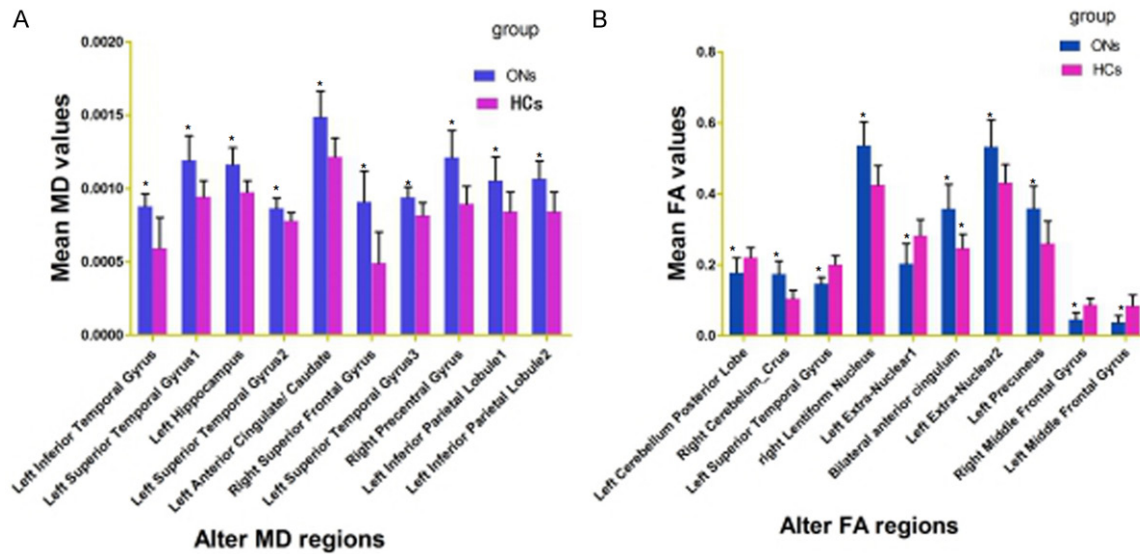 A
group
ONs
HCs
Mean MD values
0.0020
0.0015
0.0010
0.0005
0.0000
*
*
*
*
*
*
*
*
*
*
Left Inferior Temporal Gyrus
Left Superior Temporal Gyrus1
Left Hippocampus
Left Superior Temporal Gyrus2
Left Anterior Cingulate/ Caudate
Right Superior Frontal Gyrus
Left Superior Temporal Gyrus3
Right Precentral Gyrus
Left Inferior Parietal Lobule1
Left Inferior Parietal Lobule2
Alter MD regions
B
group
ONs
HCs
Mean FA values
0.8
0.6
0.4
0.2
0.0
*
*
*
*
*
*
*
*
*
*
*
Left Cerebellum Posterior Lobe
Right Cerebellum_Crus
Left Superior Temporal Gyrus
right Lentiform Nucleus
Left Extra-Nuclear1
Bilateral anterior cingulum
Left Extra-Nuclear2
Left Precuneus
Right Middle Frontal Gyrus
Left Middle Frontal Gyrus
Alter FA regions